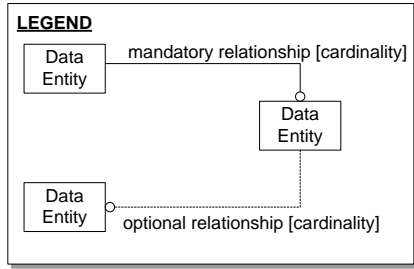 LEGEND
Data
Entity
mandatory relationship [cardinality]
Data
Entity
Data
Entity
optional relationship [cardinality]